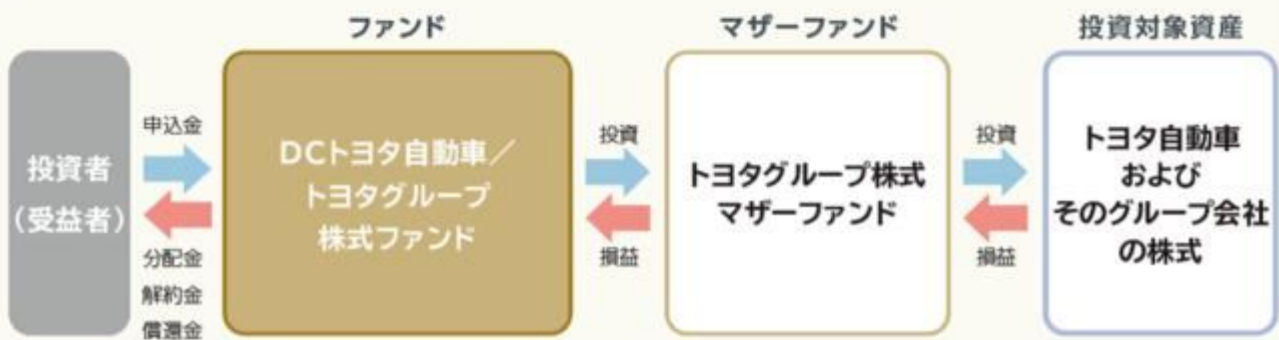 ファンド
マザーファンド
投資対象資産
投資者
(受益者)
申込金
分配金
解約金
償還金
DCトヨタ自動車／
トヨタグループ
株式ファンド
投資
損益
トヨタグループ株式
マザーファンド
投資
損益
トヨタ自動車
および
そのグループ会社
の株式